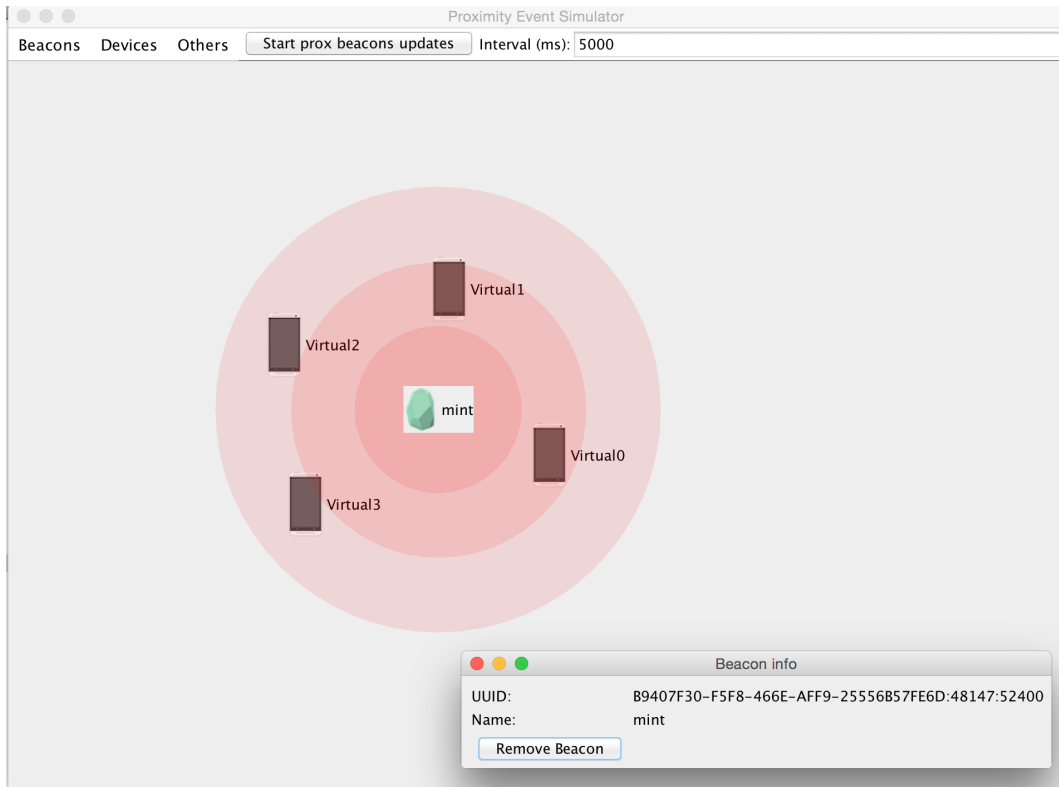 Proximity Event Simulator
Beacons Devices Others Start prox beacons updates Interval (ms): 5000
Virtual1
Virtual2
mint
Virtual0
Virtual3
Beacon info
UUID: B9407F30-F5F8-466E-AFF9-25556B57FE6D:48147:52400
Name: mint
Remove Beacon